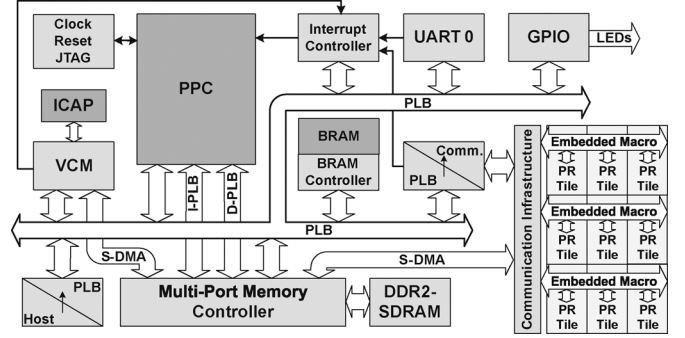 Clock
Reset
JTAG
PPC
Interrupt
Controller
UART 0
GPIO
LEDs
ICAP
PLB
VCM
BRAM
BRAM
Controller
Comm.
PLB
I-PLB
D-PLB
PLB
S-DMA
S-DMA
PLB
Host
Multi-Port Memory
Controller
DDR2-
SDRAM
Communication Infrastructure
Embedded Macro
PR PR PR
Tile Tile Tile
Embedded Macro
PR PR PR
Tile Tile Tile
Embedded Macro
PR PR PR
Tile Tile Tile